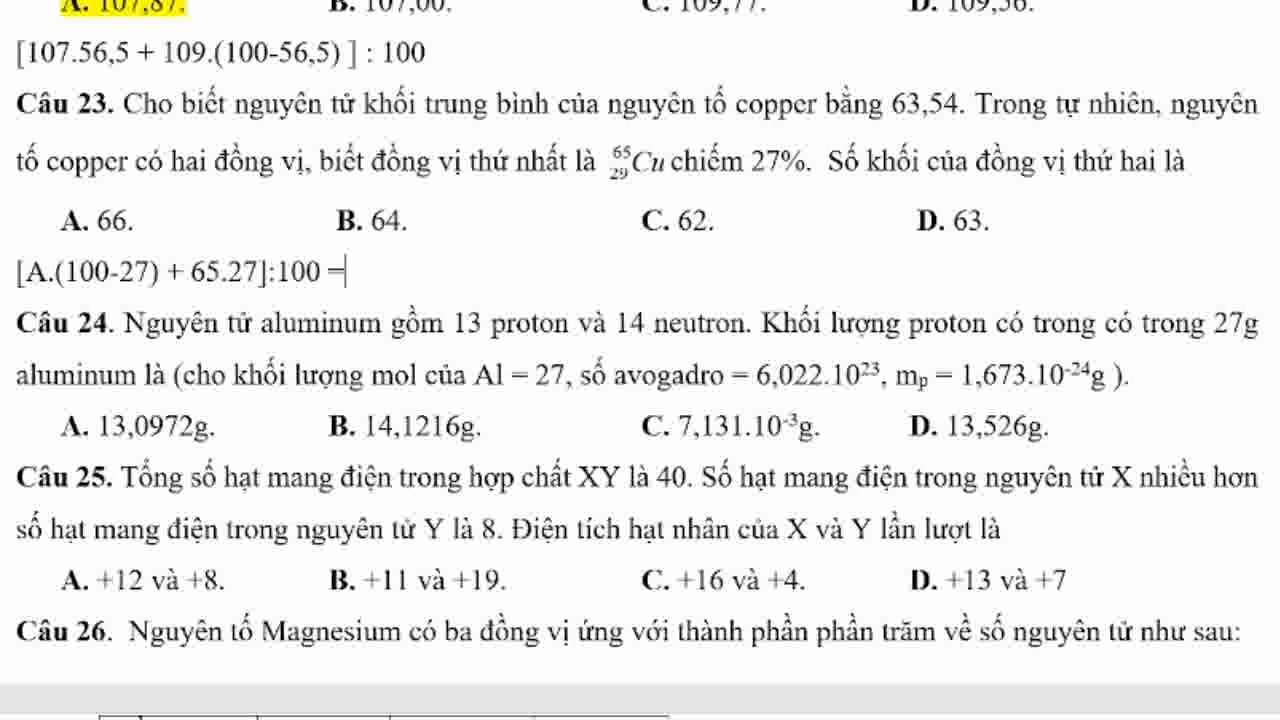 A. 107,87. B. 107,00. C. 109,77. D. 109,56.
[107.56,5 + 109.(100-56,5) ] : 100
Câu 23. Cho biết nguyên tử khối trung bình của nguyên tố copper bằng 63,54. Trong tự nhiên, nguyên
tố copper có hai đồng vị, biết đồng vị thứ nhất là ⁶⁵₂₉Cu chiếm 27%. Số khối của đồng vị thứ hai là
A. 66. B. 64. C. 62. D. 63.
[A.(100-27) + 65.27]:100 =
Câu 24. Nguyên tử aluminum gồm 13 proton và 14 neutron. Khối lượng proton có trong có trong 27g
aluminum là (cho khối lượng mol của Al = 27, số avogadro = 6,022.10²³, mₚ = 1,673.10⁻²⁴g ).
A. 13,0972g. B. 14,1216g. C. 7,131.10⁻³g. D. 13,526g.
Câu 25. Tổng số hạt mang điện trong hợp chất XY là 40. Số hạt mang điện trong nguyên tử X nhiều hơn
số hạt mang điện trong nguyên tử Y là 8. Điện tích hạt nhân của X và Y lần lượt là
A. +12 và +8. B. +11 và +19. C. +16 và +4. D. +13 và +7
Câu 26. Nguyên tố Magnesium có ba đồng vị ứng với thành phần phần trăm về số nguyên tử như sau: